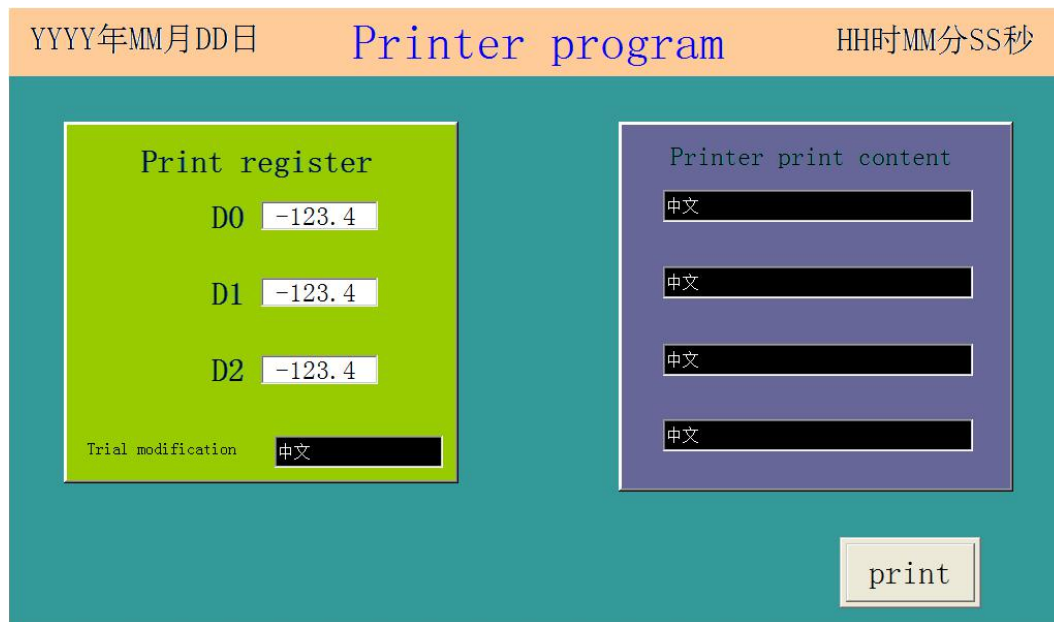 YYYY年MM月DD日 Printer program HH时MM分SS秒
Print register
D0 -123.4
D1 -123.4
D2 -123.4
Trial modification 中文
Printer print content
中文
中文
中文
中文
print